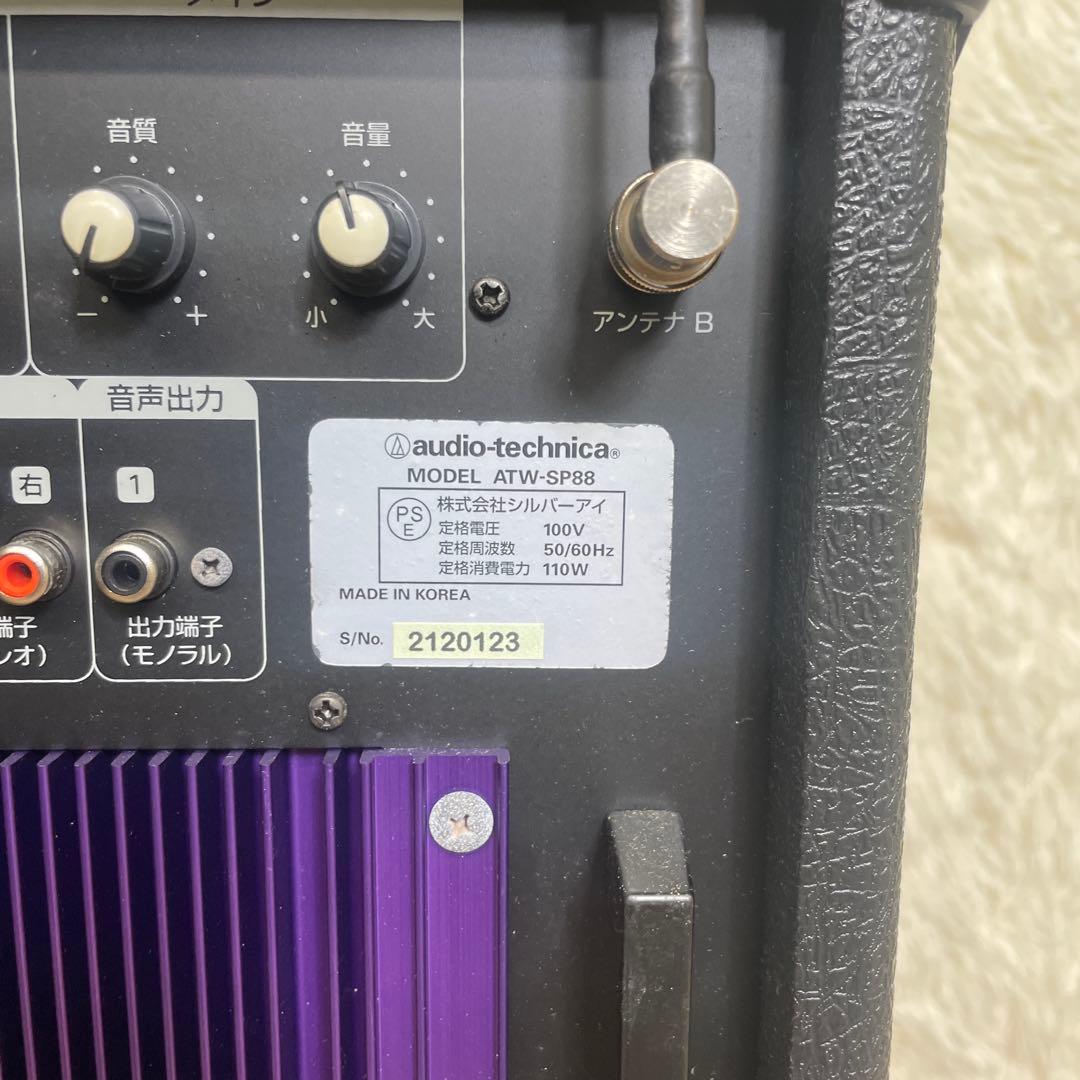 音質
音量
－
＋
小
大
アンテナ B
音声出力
右
1
端子
出力端子
(モノラル)
audio-technica®
MODEL ATW-SP88
PSE
株式会社シルバーアイ
定格電圧 100V
定格周波数 50/60Hz
定格消費電力 110W
MADE IN KOREA
S/No. 2120123